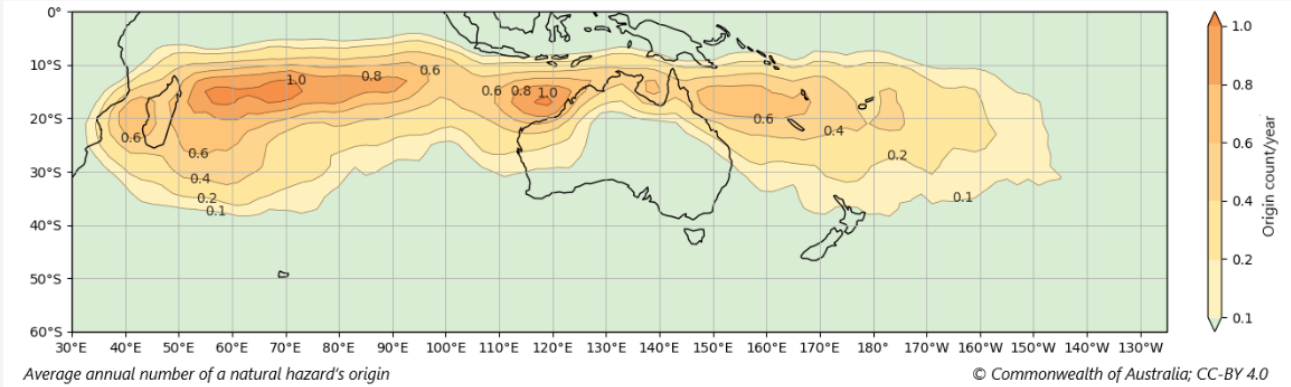 0°
10°S
20°S
30°S
40°S
50°S
60°S
30°E 40°E 50°E 60°E 70°E 80°E 90°E 100°E 110°E 120°E 130°E 140°E 150°E 160°E 170°E 180° 170°W 160°W 150°W 140°W 130°W
1.0 0.8 0.6
0.6 0.8 1.0
0.6
0.6
0.4
0.6
0.2
0.4
0.1
0.2
0.1
1.0
0.8
0.6
0.4
0.2
0.1
Origin count/year
Average annual number of a natural hazard's origin
© Commonwealth of Australia; CC-BY 4.0